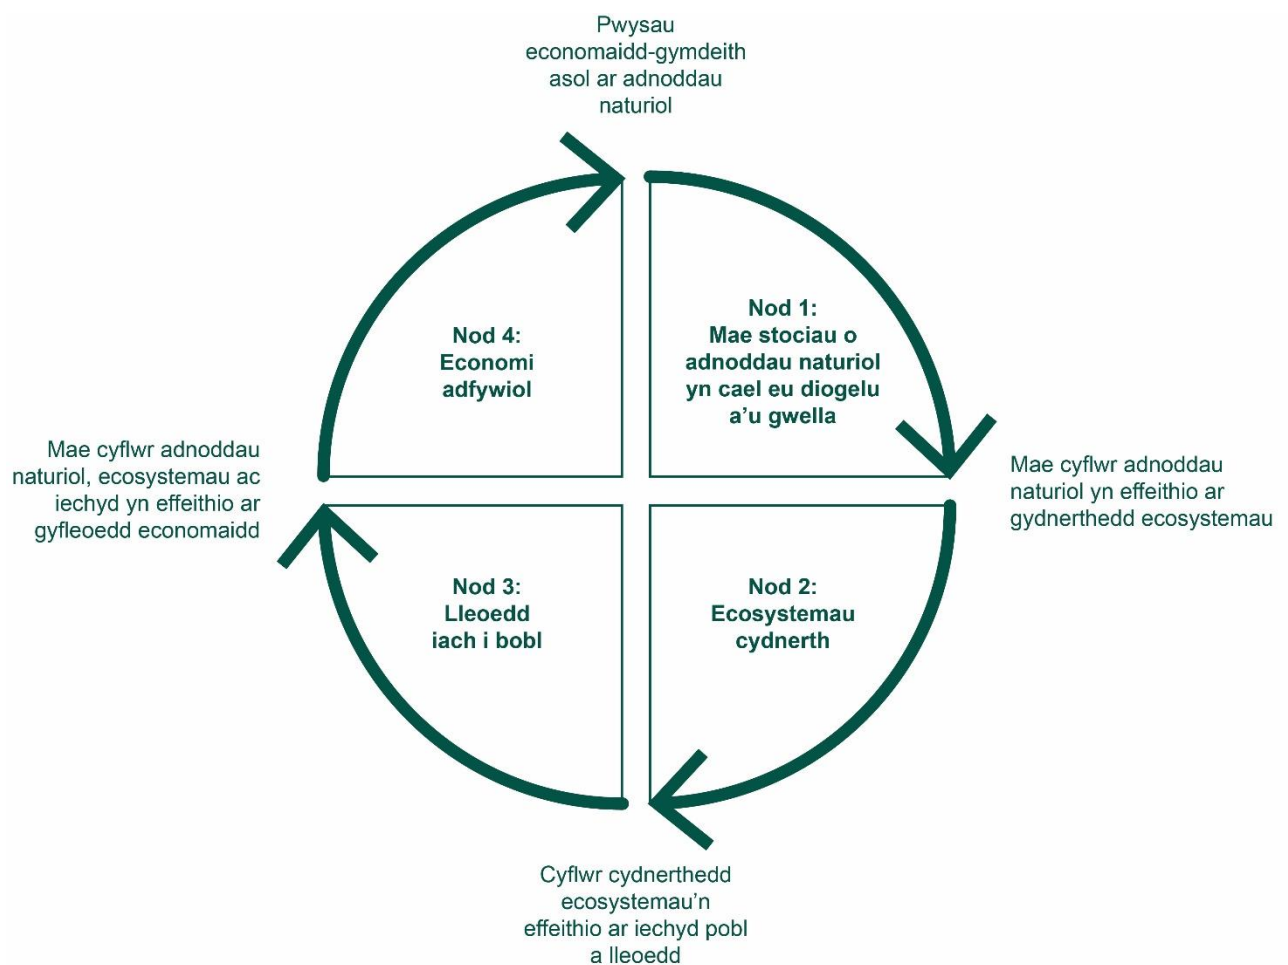 Pwysau
economaidd-gymdeith
asol ar adnoddau
naturiol
Nod 4:
Economi
adfywiol
Nod 1:
Mae stociau o
adnoddau naturiol
yn cael eu diogelu
a’u gwella
Mae cyflwr adnoddau
naturiol, ecosystemau ac
iechyd yn effeithio ar
gyfleoedd economaidd
Mae cyflwr adnoddau
naturiol yn effeithio ar
gydnerthedd ecosystemau
Nod 3:
Lleoedd
iach i bobl
Nod 2:
Ecosystemau
cydnerth
Cyflwr cydnerthedd
ecosystemau’n
effeithio ar iechyd pobl
a lleoedd